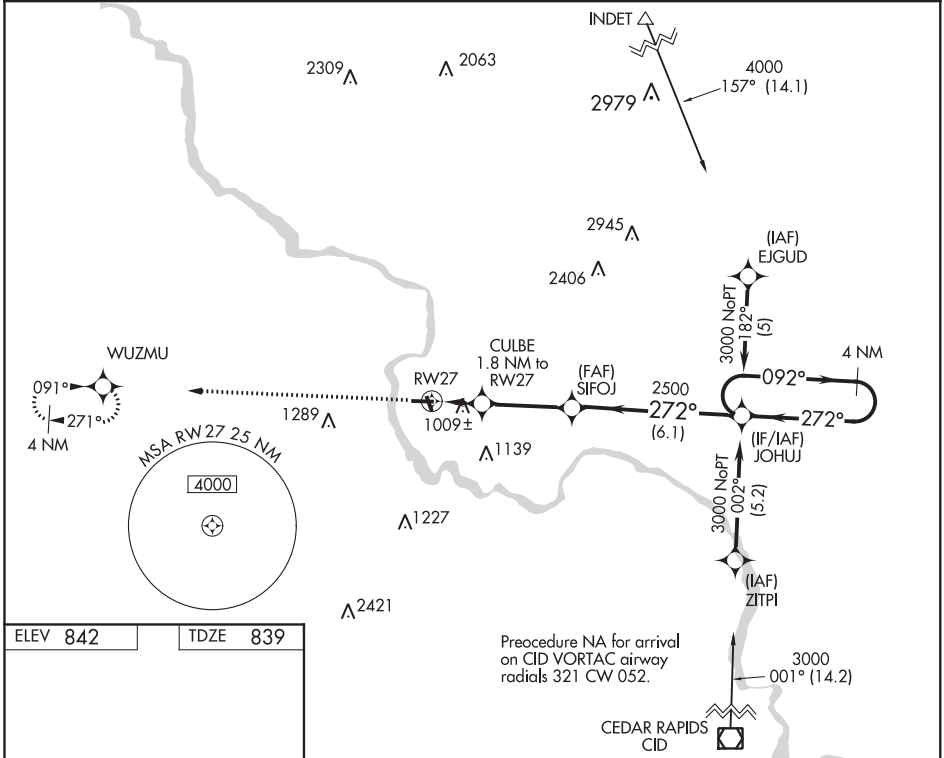 INDET
2309
2063
4000
157° (14.1)
2979
2945
2406
(IAF)
EJGUD
3000 NoPT
182°
(5)
4 NM
WUZMU
CULBE
1.8 NM to
RW27
RW27
(FAF)
SIFOJ
2500
272°
(6.1)
092°
272°
(IF/IAF)
JOHUJ
091°
271°
4 NM
1289
1009±
1139
MSA RW 27 25 NM
4000
1227
3000 NoPT
002°
(5.2)
(IAF)
ZITPI
2421
ELEV 842
TDZE 839
Preocedure NA for arrival
on CID VORTAC airway
radials 321 CW 052.
3000
001° (14.2)
CEDAR RAPIDS
CID